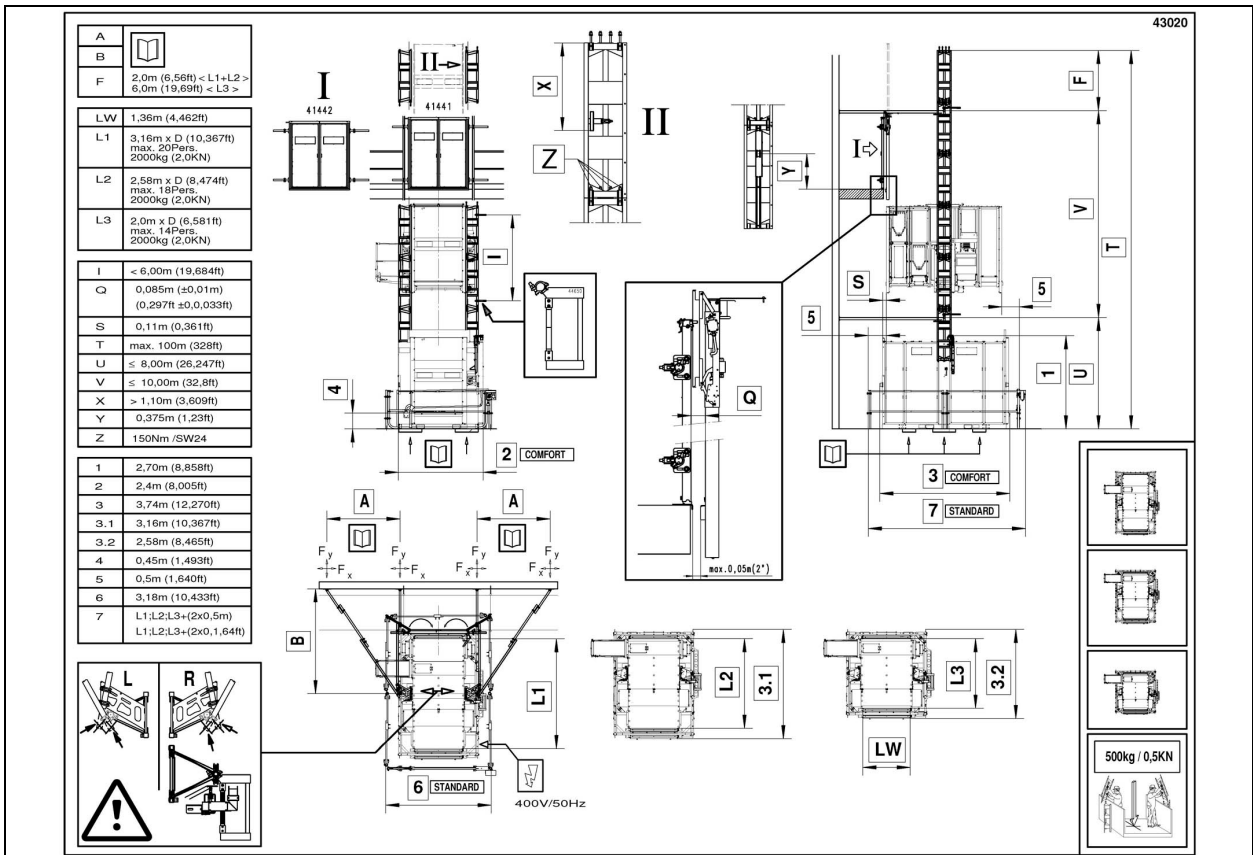 43020
A
B
F 2,0m (6,56ft) < L1+L2 >
6,0m (19,69ft) < L3 >
LW 1,36m (4,462ft)
L1 3,16m x D (10,367ft)
max. 20Pers.
2000kg (2,0KN)
L2 2,58m x D (8,474ft)
max. 18Pers.
2000kg (2,0KN)
L3 2,0m x D (6,581ft)
max. 14Pers.
2000kg (2,0KN)
I < 6,00m (19,684ft)
Q 0,085m (±0,01m)
(0,297ft ±0,0,033ft)
S 0,11m (0,361ft)
T max. 100m (328ft)
U ≤ 8,00m (26,247ft)
V ≤ 10,00m (32,8ft)
X > 1,10m (3,609ft)
Y 0,375m (1,23ft)
Z 150Nm /SW24
1 2,70m (8,858ft)
2 2,4m (8,005ft)
3 3,74m (12,270ft)
3.1 3,16m (10,367ft)
3.2 2,58m (8,465ft)
4 0,45m (1,493ft)
5 0,5m (1,640ft)
6 3,18m (10,433ft)
7 L1;L2;L3+(2x0,5m)
L1;L2;L3+(2x0,1,64ft)
L R
I
41442
II
41441
I
4
2 COMFORT
X
Z
II
Y
Q
max.0,05m(2")
I
F
V
T
S
5
5
1
U
3 COMFORT
7 STANDARD
A
A
Fy
Fx
Fy
Fx
Fy
Fx
Fy
Fx
B
L1
6 STANDARD
400V/50Hz
L2
3.1
L3
3.2
LW
500kg / 0,5KN